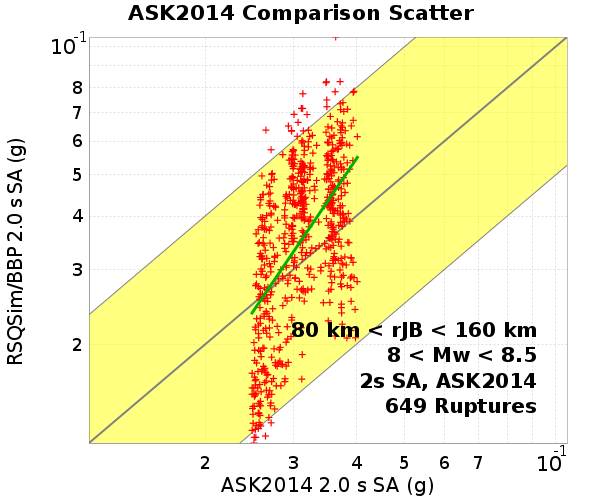 ASK2014 Comparison Scatter
10-1
8
7
6
5
4
3
2
RSQSim/BBP 2.0 s SA (g)
80 km < rJB < 160 km
8 < Mw < 8.5
2s SA, ASK2014
649 Ruptures
2 3 4 5 6 7 10-1
ASK2014 2.0 s SA (g)